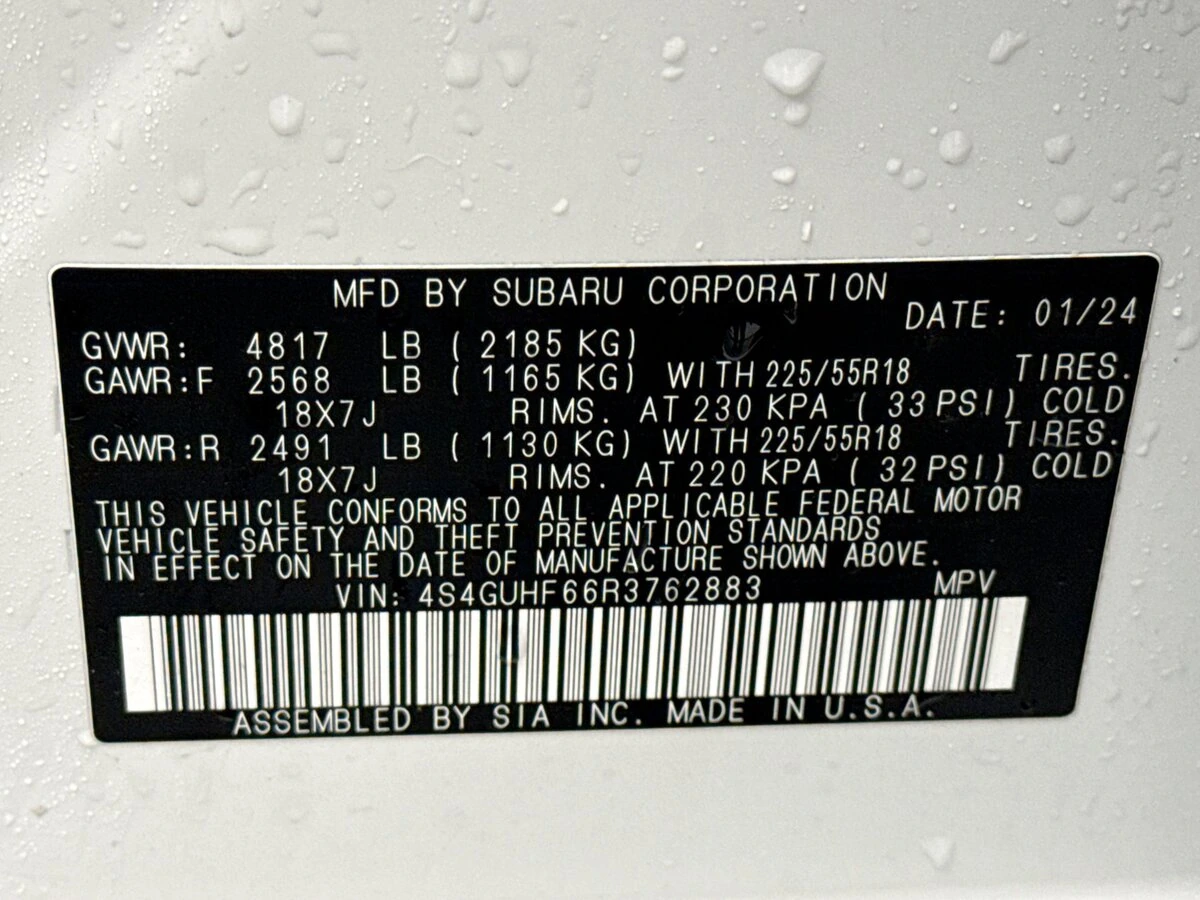 MFD BY SUBARU CORPORATION
DATE: 01/24
GVWR: 4817 LB ( 2185 KG)
GAWR:F 2568 LB ( 1165 KG) WITH 225/55R18 TIRES.
18X7J RIMS. AT 230 KPA ( 33 PSI) COLD
GAWR:R 2491 LB ( 1130 KG) WITH 225/55R18 TIRES.
18X7J RIMS. AT 220 KPA ( 32 PSI) COLD
THIS VEHICLE CONFORMS TO ALL APPLICABLE FEDERAL MOTOR
VEHICLE SAFETY AND THEFT PREVENTION STANDARDS
IN EFFECT ON THE DATE OF MANUFACTURE SHOWN ABOVE.
VIN: 4S4GUHF66R3762883 MPV
ASSEMBLED BY SIA INC. MADE IN U.S.A.